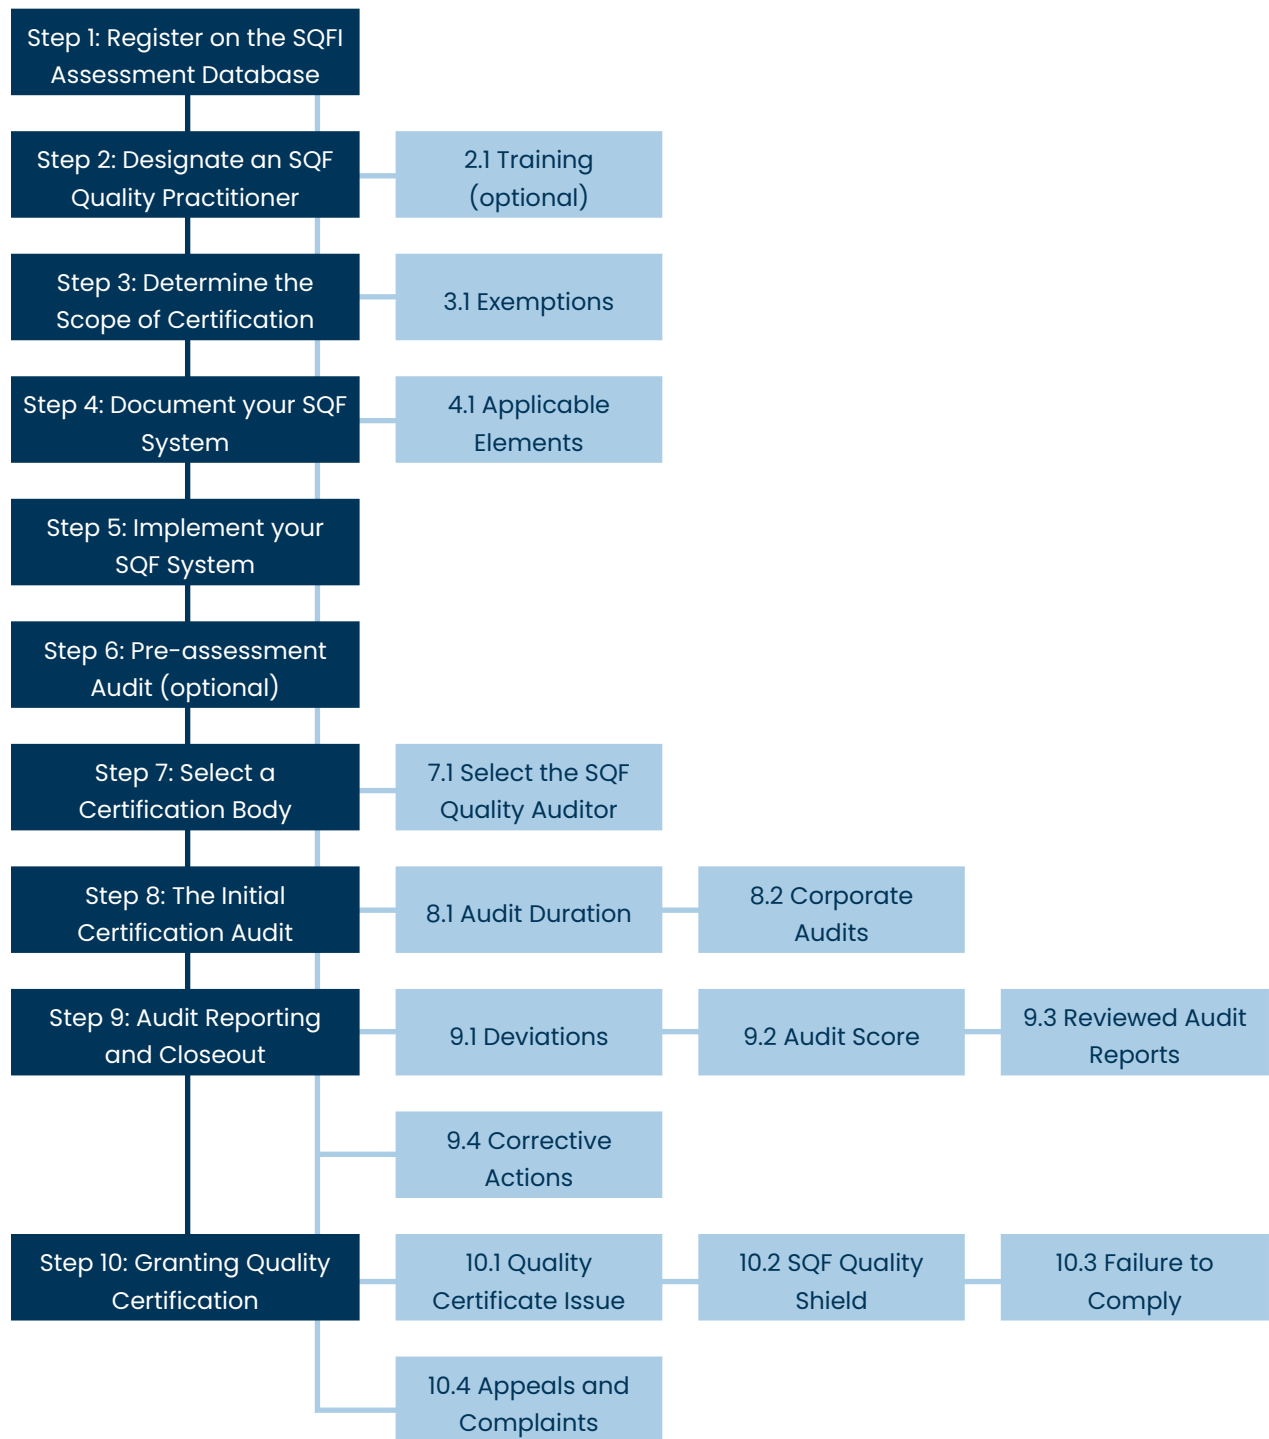 Step 1: Register on the SQFI
Assessment Database
Step 2: Designate an SQF
Quality Practitioner
2.1 Training
(optional)
Step 3: Determine the
Scope of Certification
3.1 Exemptions
Step 4: Document your SQF
System
4.1 Applicable
Elements
Step 5: Implement your
SQF System
Step 6: Pre-assessment
Audit (optional)
Step 7: Select a
Certification Body
7.1 Select the SQF
Quality Auditor
Step 8: The Initial
Certification Audit
8.1 Audit Duration
8.2 Corporate
Audits
Step 9: Audit Reporting
and Closeout
9.1 Deviations
9.2 Audit Score
9.3 Reviewed Audit
Reports
9.4 Corrective
Actions
Step 10: Granting Quality
Certification
10.1 Quality
Certificate Issue
10.2 SQF Quality
Shield
10.3 Failure to
Comply
10.4 Appeals and
Complaints